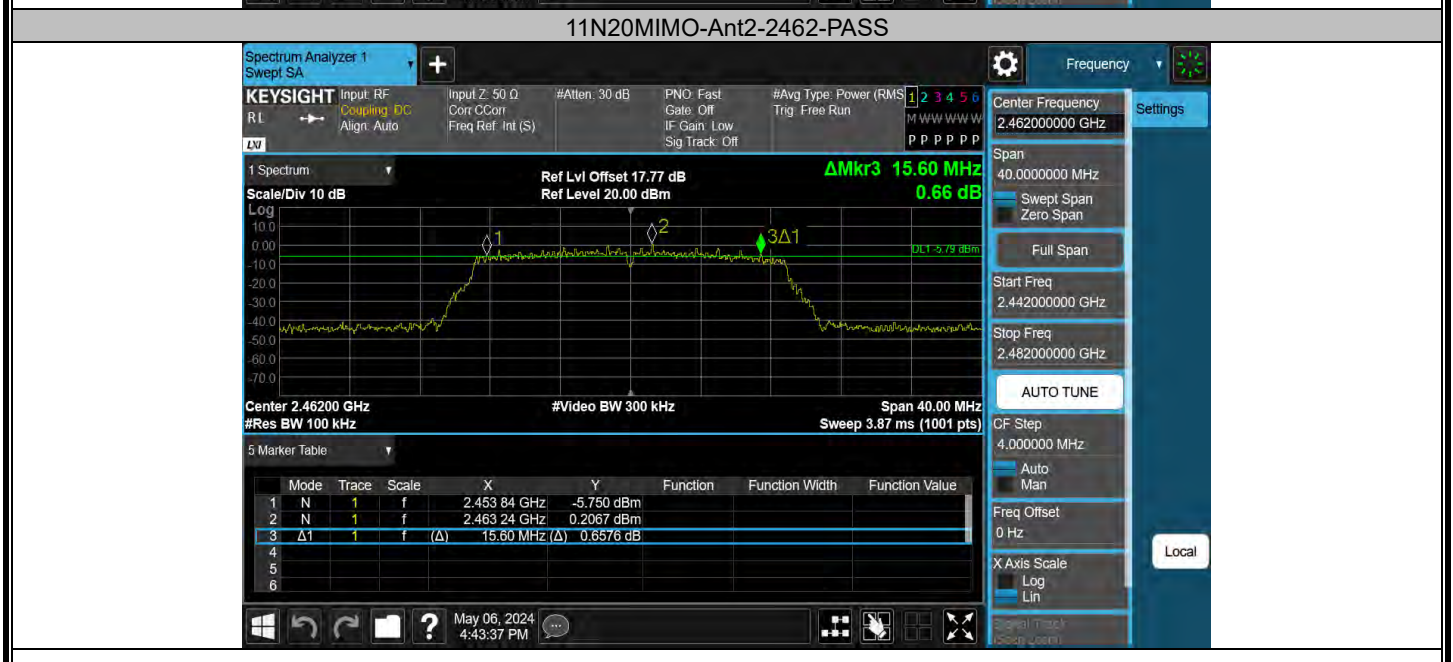 11N20MIMO-Ant2-2462-PASS
Spectrum Analyzer 1
Swept SA
+
Frequency
KEYSIGHT
RL
LXI
Input: RF
Coupling: DC
Align: Auto
Input Z: 50 Ω
Corr CCorr
Freq Ref: Int (S)
#Atten: 30 dB
PNO: Fast
Gate: Off
IF Gain: Low
Sig Track: Off
#Avg Type: Power (RMS
Trig: Free Run
1 2 3 4 5 6
M W W W W W
P P P P P P
Center Frequency
2.462000000 GHz
Settings
Span
40.0000000 MHz
Swept Span
Zero Span
Full Span
Start Freq
2.442000000 GHz
Stop Freq
2.482000000 GHz
AUTO TUNE
CF Step
4.000000 MHz
Auto
Man
Freq Offset
0 Hz
X Axis Scale
Log
Lin
Signal Track
Local
1 Spectrum
Scale/Div 10 dB
Ref Lvl Offset 17.77 dB
Ref Level 20.00 dBm
ΔMkr3 15.60 MHz
0.66 dB
Log
10.0
0.00
-10.0
-20.0
-30.0
-40.0
-50.0
-60.0
-70.0
1
2
3Δ1
DL1 -5.79 dBm
Center 2.46200 GHz
#Video BW 300 kHz
Span 40.00 MHz
#Res BW 100 kHz
Sweep 3.87 ms (1001 pts)
5 Marker Table
Mode Trace Scale X Y Function Function Width Function Value
1 N 1 f 2.453 84 GHz -5.750 dBm
2 N 1 f 2.463 24 GHz 0.2067 dBm
3 Δ1 1 f (Δ) 15.60 MHz (Δ) 0.6576 dB
4
5
6
?
May 06, 2024
4:43:37 PM